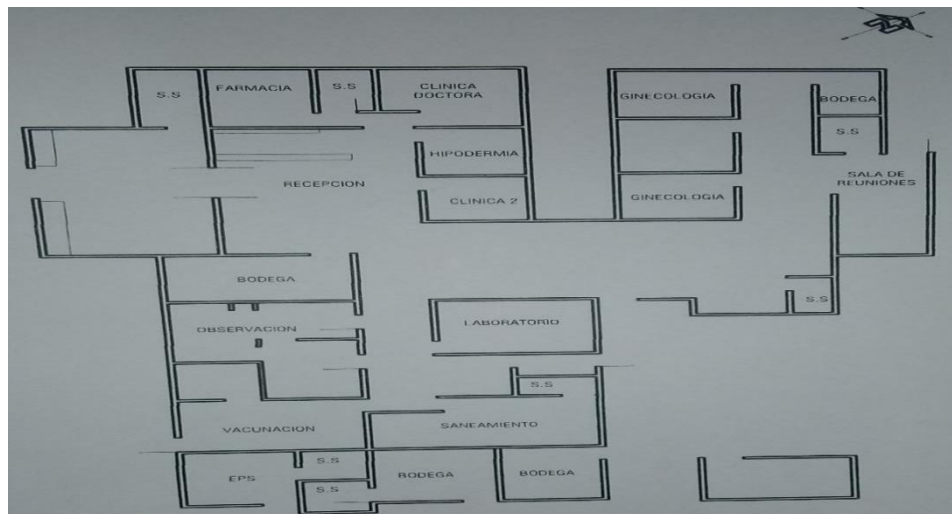 S.S
FARMACIA
S.S
CLINICA
DOCTORA
GINECOLOGIA
BODEGA
S.S
HIPODERMIA
RECEPCION
SALA DE
REUNIONES
CLINICA 2
GINECOLOGIA
BODEGA
S.S
OBSERVACION
LABORATORIO
S.S
VACUNACION
SANEAMIENTO
S.S
EPS
BODEGA
BODEGA
S.S